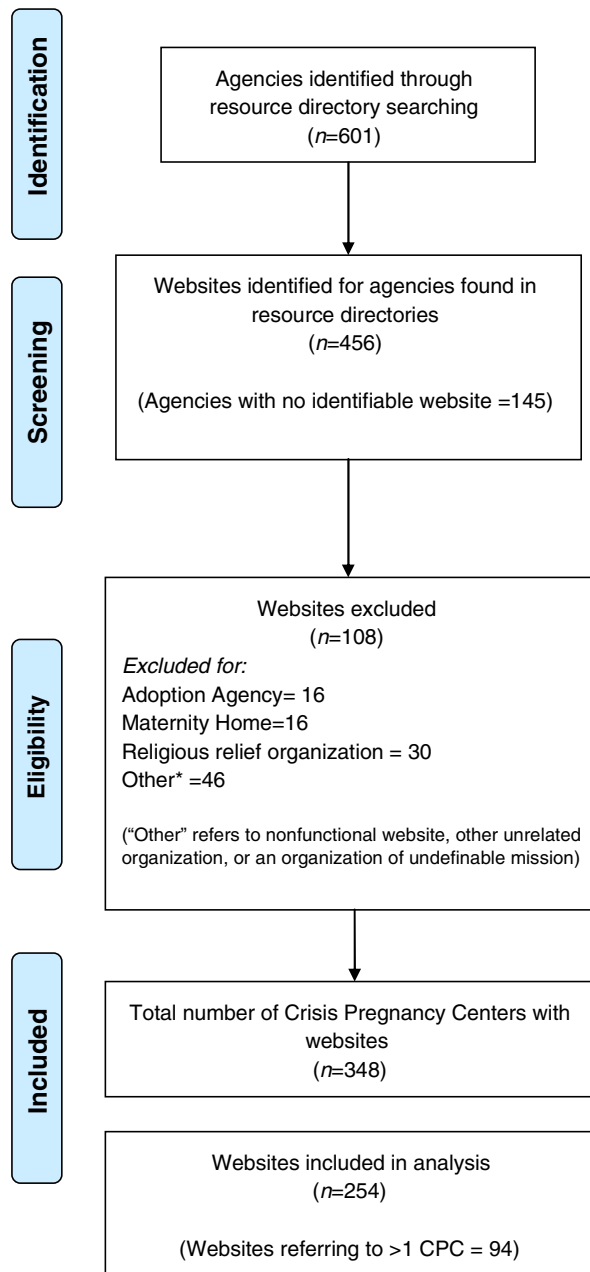 Identification
Agencies identified through
resource directory searching
(n=601)
Screening
Websites identified for agencies found in
resource directories
(n=456)
(Agencies with no identifiable website =145)
Eligibility
Websites excluded
(n=108)
Excluded for:
Adoption Agency= 16
Maternity Home=16
Religious relief organization = 30
Other* =46
(“Other” refers to nonfunctional website, other unrelated
organization, or an organization of undefinable mission)
Included
Total number of Crisis Pregnancy Centers with
websites
(n=348)
Websites included in analysis
(n=254)
(Websites referring to >1 CPC = 94)